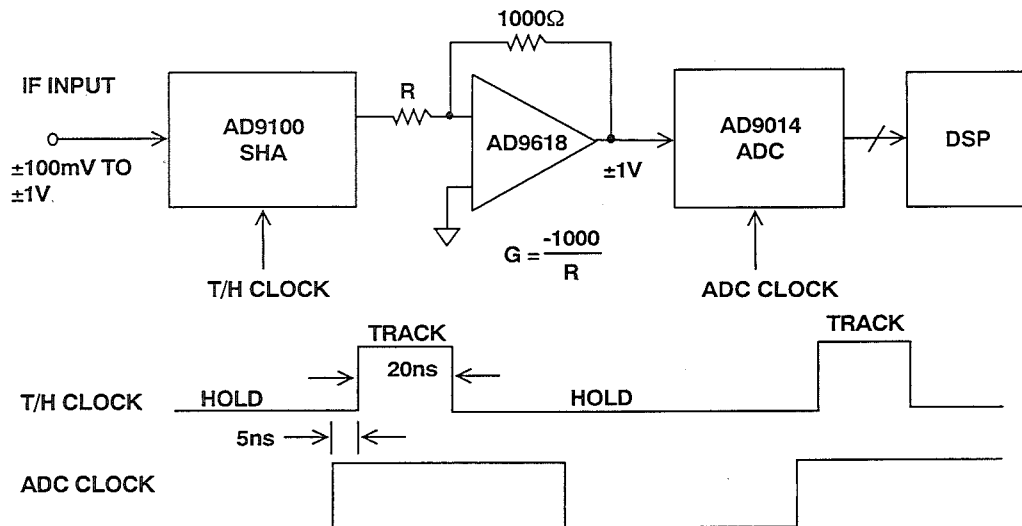 1000Ω
IF INPUT
R
AD9100
SHA
AD9618
AD9014
ADC
DSP
±100mV TO
±1V
±1V
G = -1000
R
T/H CLOCK
ADC CLOCK
TRACK
TRACK
20ns
T/H CLOCK
HOLD
HOLD
5ns
ADC CLOCK